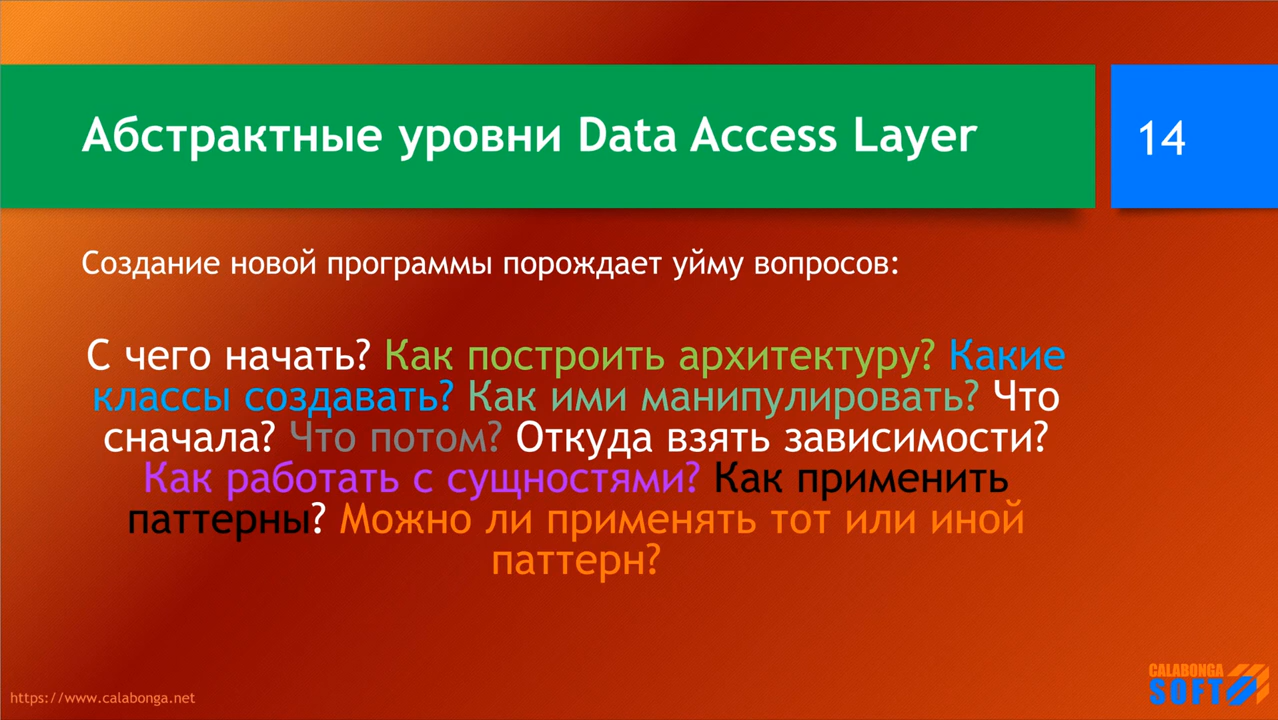 Абстрактные уровни Data Access Layer
14
Создание новой программы порождает уйму вопросов:
С чего начать? Как построить архитектуру? Какие
классы создавать? Как ими манипулировать? Что
сначала? Что потом? Откуда взять зависимости?
Как работать с сущностями? Как применить
паттерны? Можно ли применять тот или иной
паттерн?
https://www.calabonga.net
CALABONGA
SOFT